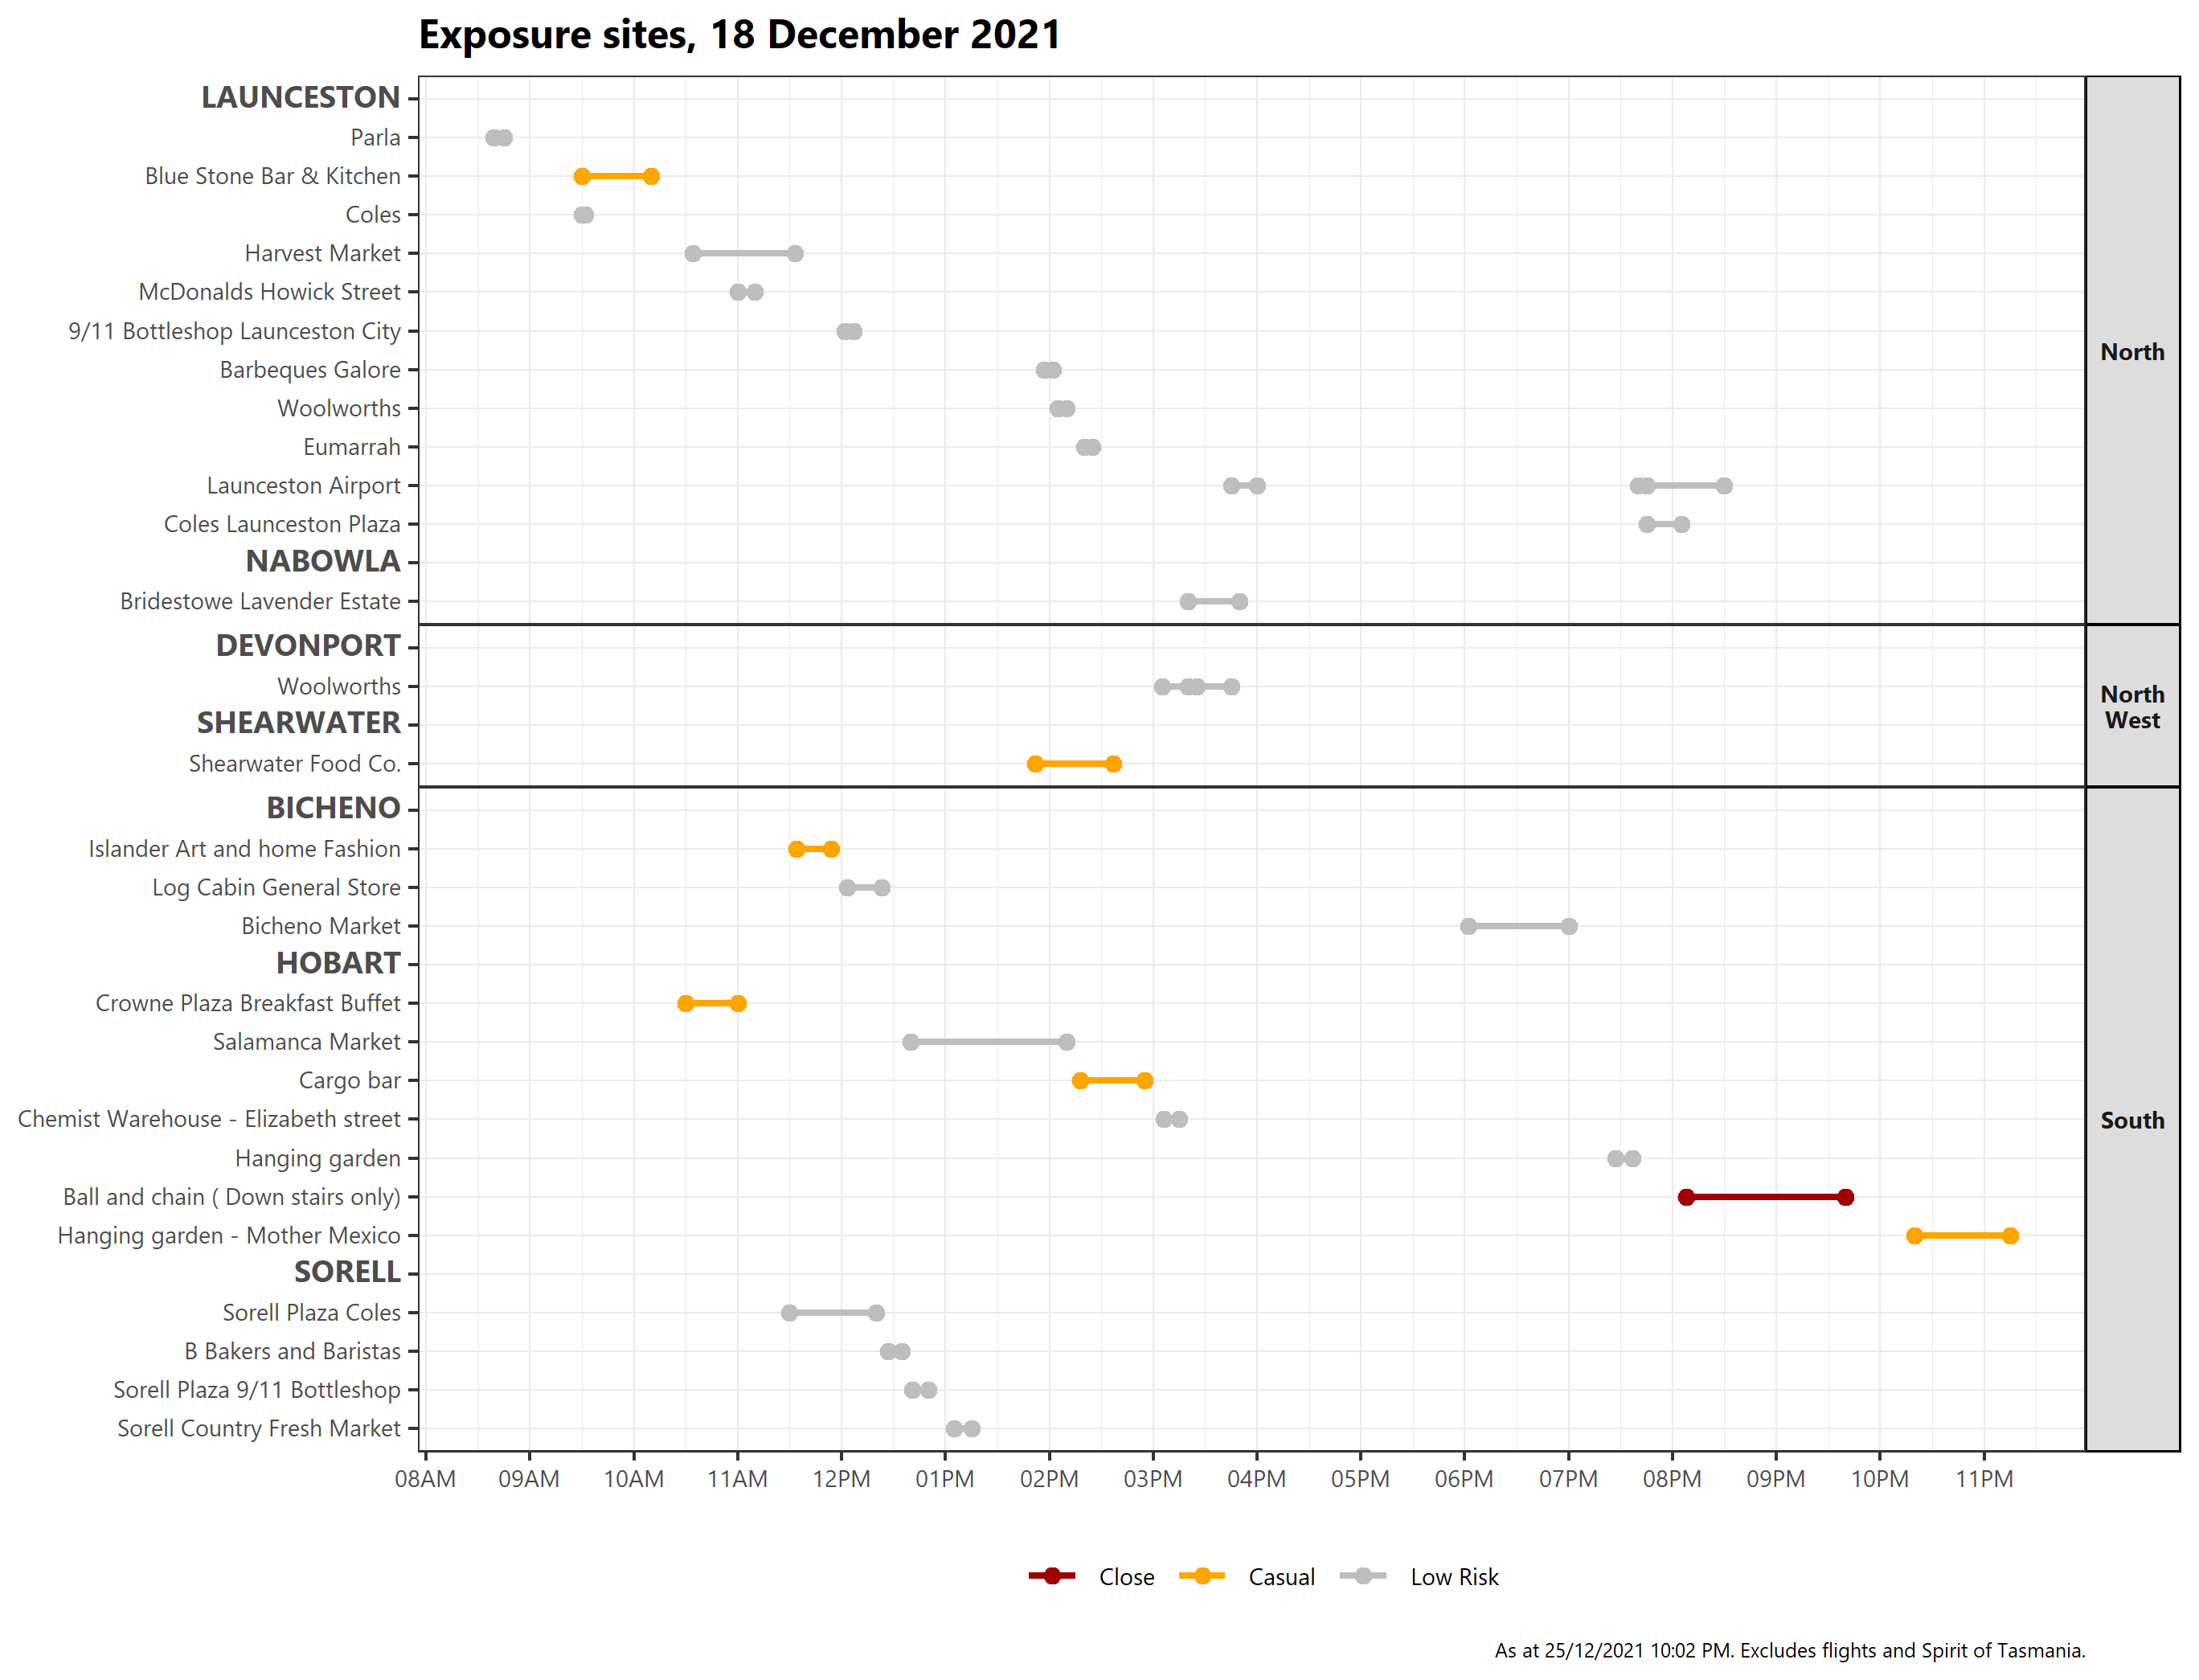 Exposure sites, 18 December 2021
LAUNCESTON
Parla
Blue Stone Bar & Kitchen
Coles
Harvest Market
McDonalds Howick Street
9/11 Bottleshop Launceston City
Barbeques Galore
Woolworths
Eumarrah
Launceston Airport
Coles Launceston Plaza
NABOWLA
Bridestowe Lavender Estate
North
DEVONPORT
Woolworths
SHEARWATER
Shearwater Food Co.
North
West
BICHENO
Islander Art and home Fashion
Log Cabin General Store
Bicheno Market
HOBART
Crowne Plaza Breakfast Buffet
Salamanca Market
Cargo bar
Chemist Warehouse - Elizabeth street
Hanging garden
Ball and chain ( Down stairs only)
Hanging garden - Mother Mexico
SORELL
Sorell Plaza Coles
B Bakers and Baristas
Sorell Plaza 9/11 Bottleshop
Sorell Country Fresh Market
South
08AM 09AM 10AM 11AM 12PM 01PM 02PM 03PM 04PM 05PM 06PM 07PM 08PM 09PM 10PM 11PM
Close Casual Low Risk
As at 25/12/2021 10:02 PM. Excludes flights and Spirit of Tasmania.